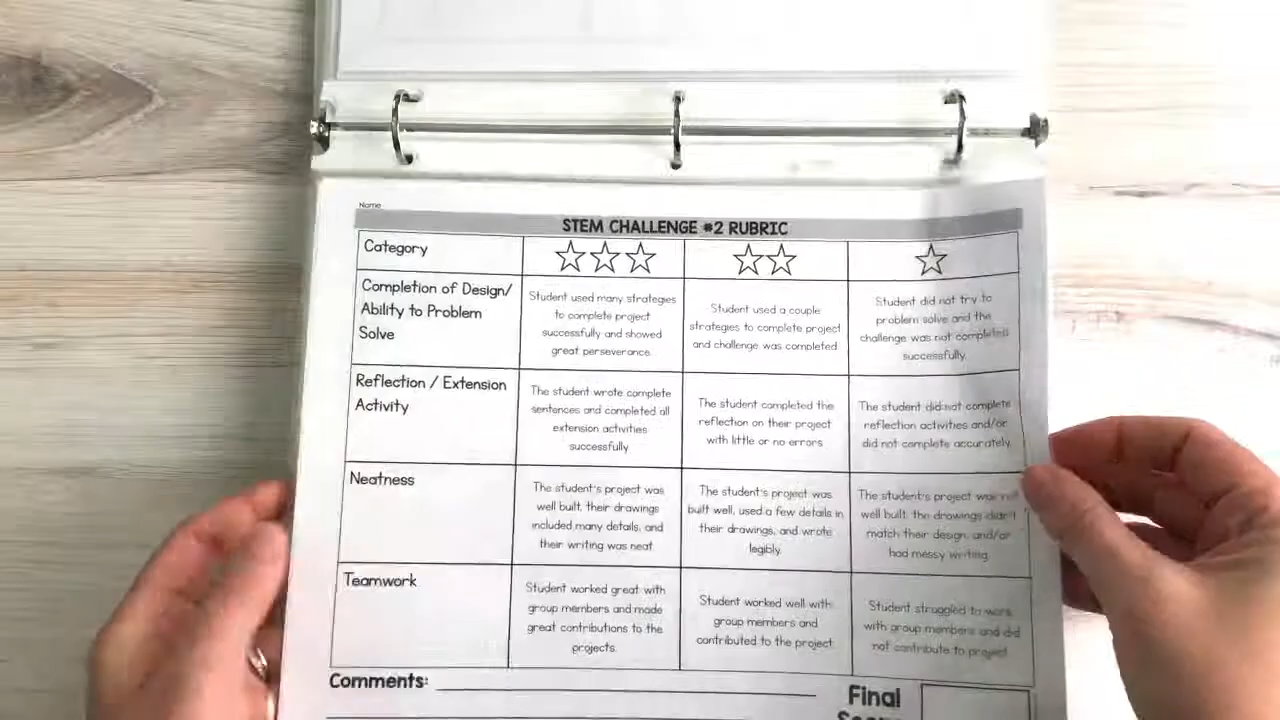 Name
STEM CHALLENGE #2 RUBRIC
Category
Completion of Design/
Ability to Problem
Solve
Student used many strategies
to complete project
successfully and showed
great perseverance.
Student used a couple
strategies to complete project
and challenge was completed
Student did not try to
problem solve and the
challenge was not completed
successfully.
Reflection / Extension
Activity
The student wrote complete
sentences and completed all
extension activities
successfully
The student completed the
reflection on their project
with little or no errors
The student did not complete
reflection activities and/or
did not complete accurately.
Neatness
The student's project was
well built, their drawings
included many details, and
their writing was neat.
The student's project was
built well, used a few details in
their drawings, and wrote
legibly.
The student's project was not
well built, the drawings didn't
match their design, and/or
had messy writing.
Teamwork
Student worked great with
group members and made
great contributions to the
projects.
Student worked well with
group members and
contributed to the project
Student struggled to work
with group members and did
not contribute to project
Comments:
Final